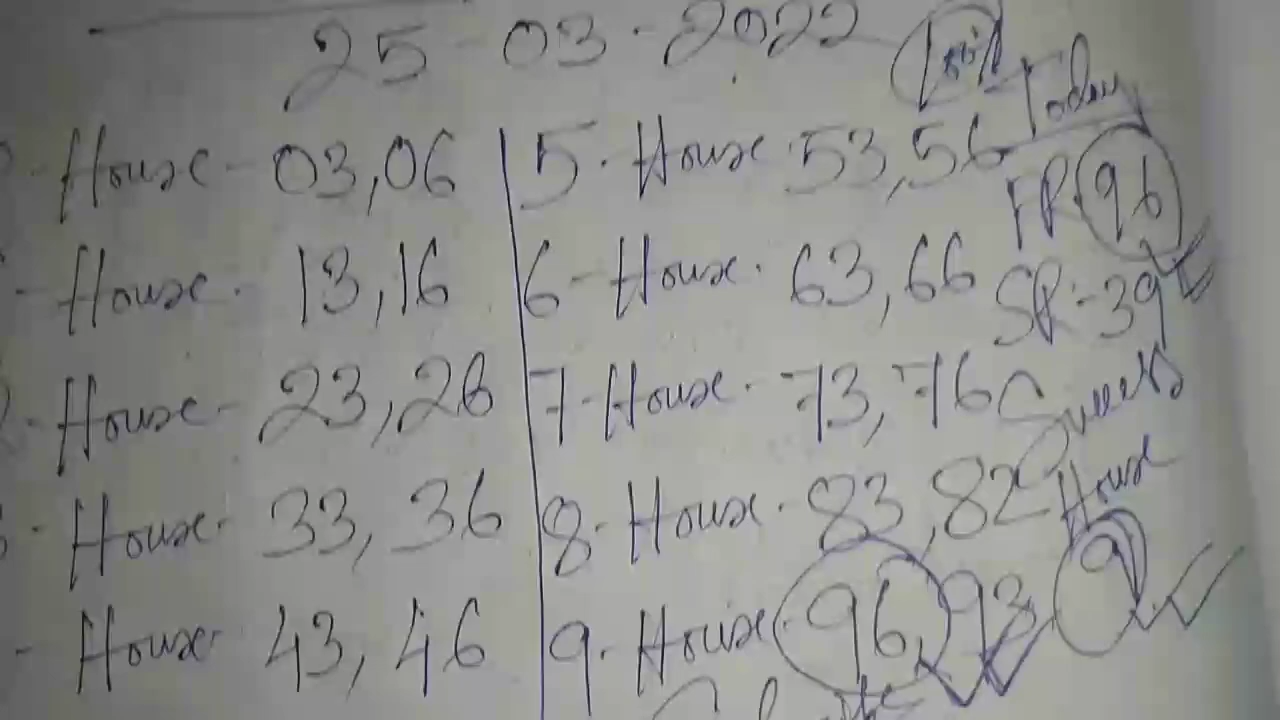 25-03-2022
Today
House - 03,06
5. House 53,56
FR. 96
- House. 13,16
6 - House. 63,66
SR:-39
- House - 23,26
7 - House. 73,76
House. 33, 36
8. House. 83,82
House
9
- House. 43, 46
9. House. 96, 93